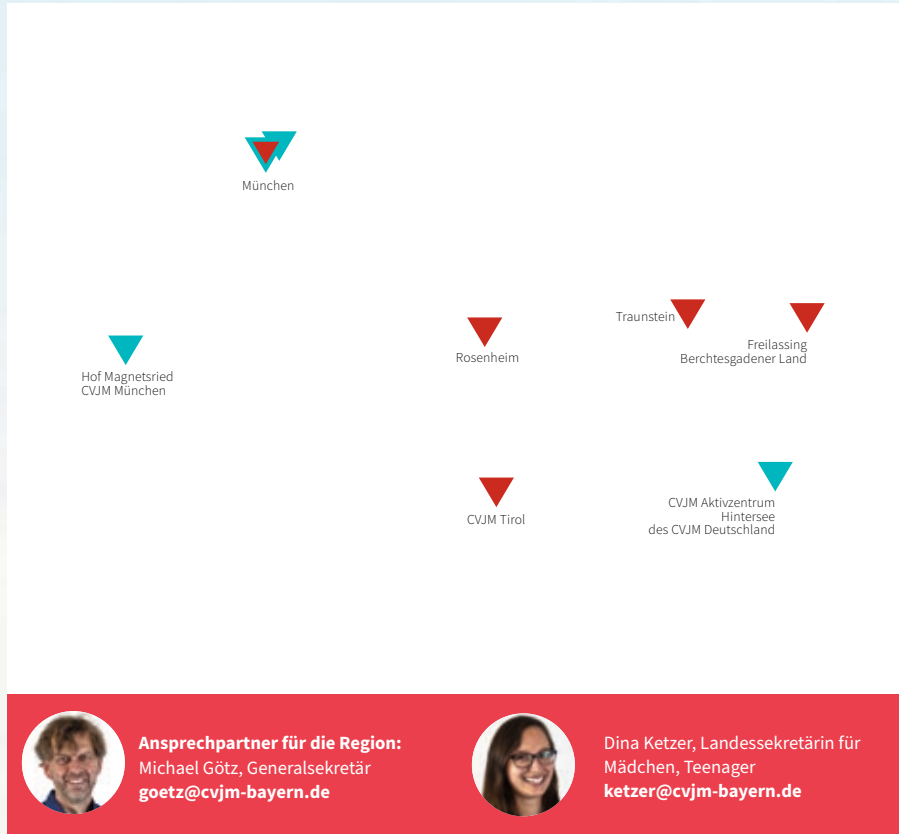 München
Traunstein
Freilassing
Berchtesgadener Land
Rosenheim
Hof Magnetsried
CVJM München
CVJM Aktivzentrum
Hintersee
des CVJM Deutschland
CVJM Tirol
Ansprechpartner für die Region:
Michael Götz, Generalsekretär
goetz@cvjm-bayern.de
Dina Ketzer, Landessekretärin für
Mädchen, Teenager
ketzer@cvjm-bayern.de